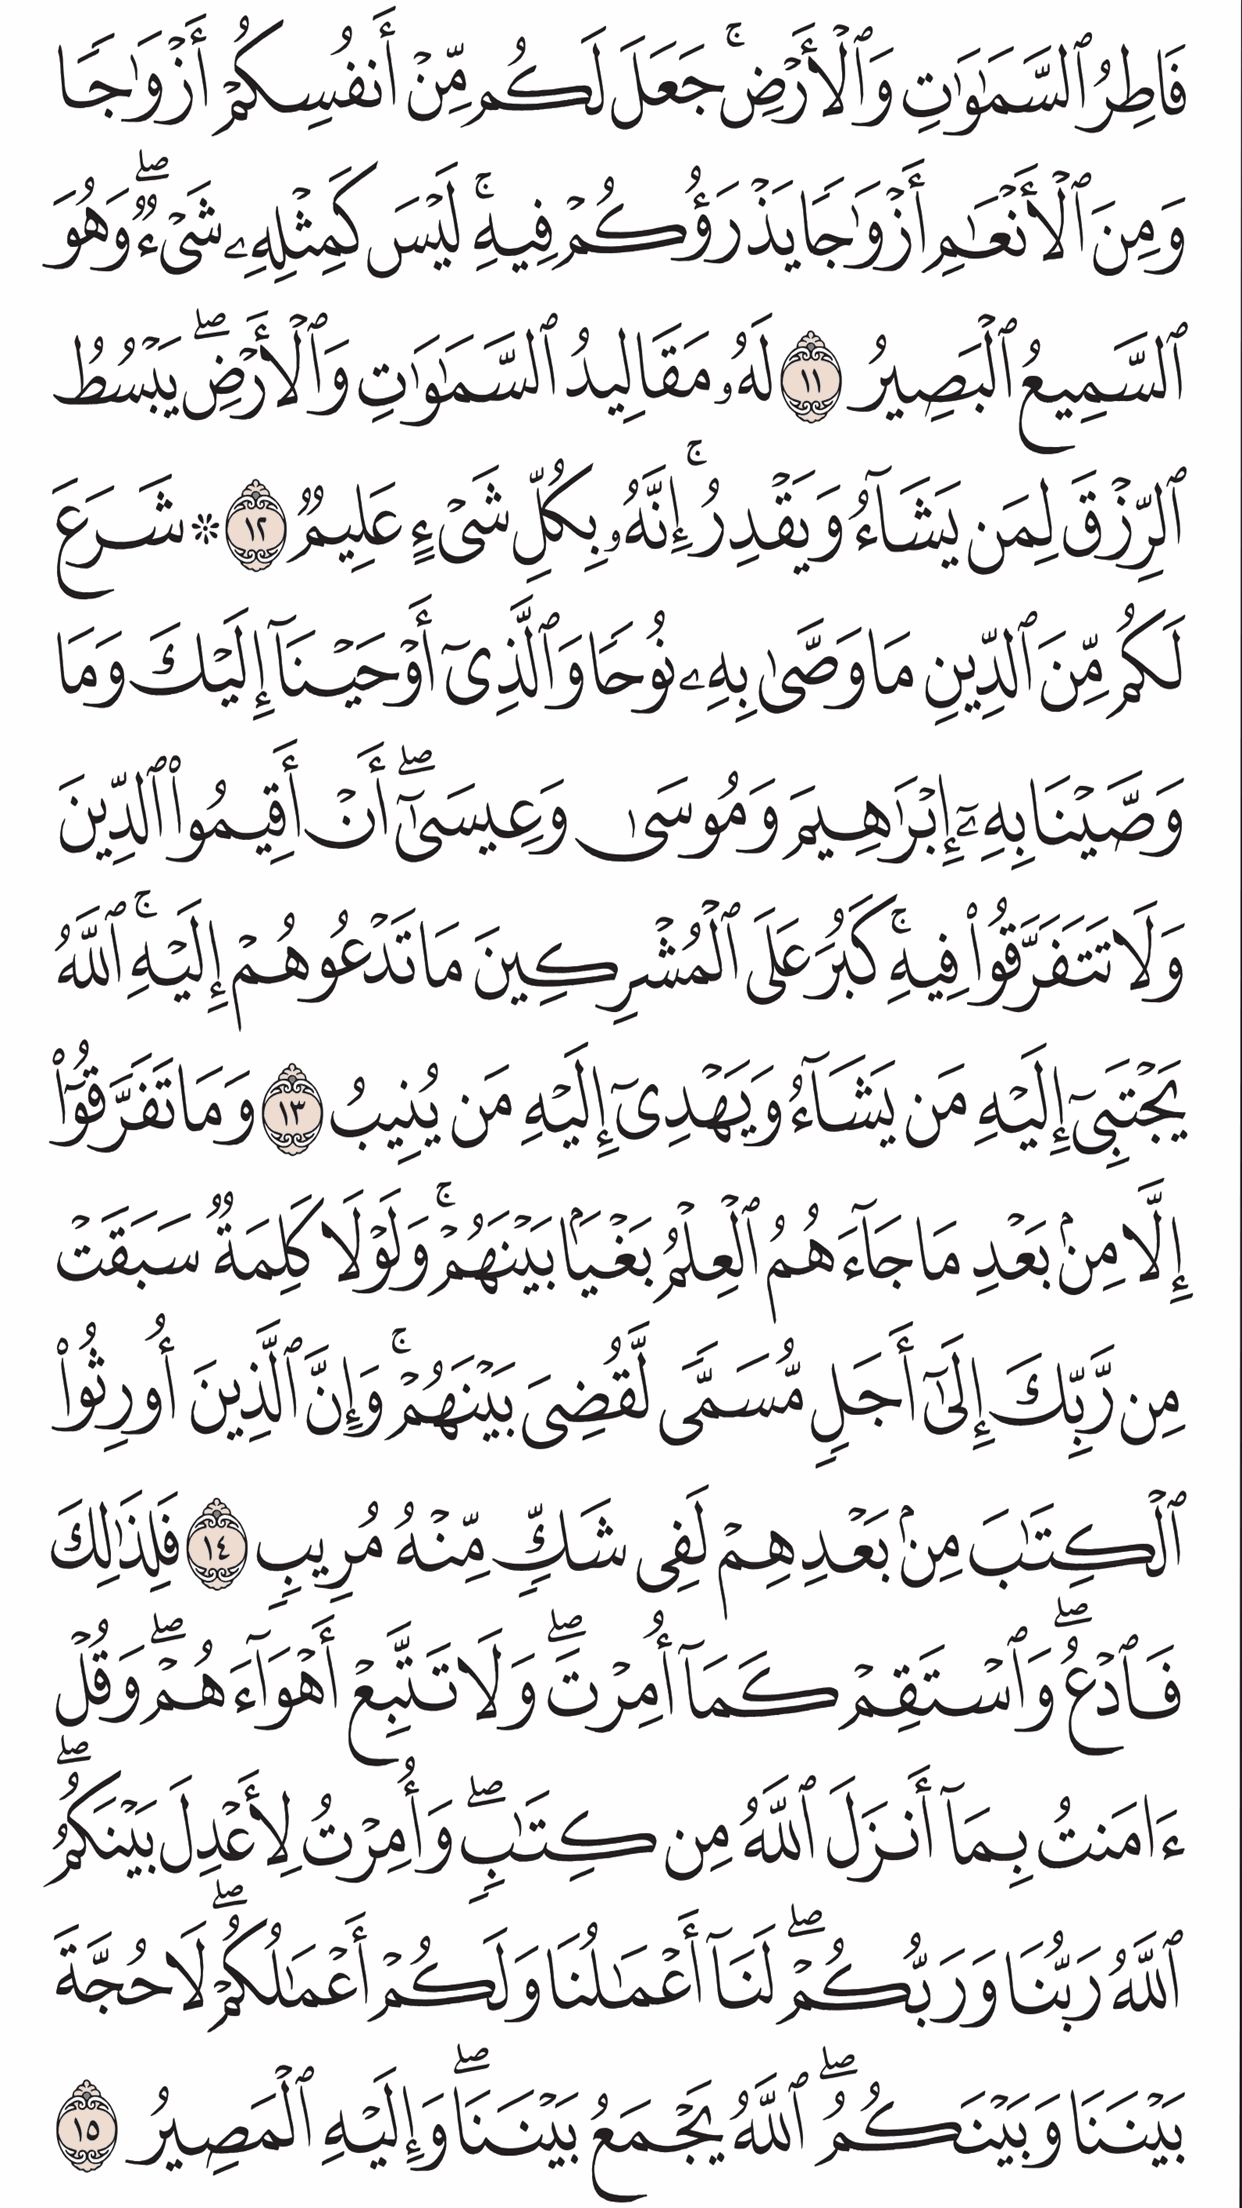 فَاطِرُ ٱلسَّمَٰوَٰتِ وَٱلۡأَرۡضِۚ جَعَلَ لَكُم مِّنۡ أَنفُسِكُمۡ أَزۡوَٰجٗا
وَمِنَ ٱلۡأَنۡعَٰمِ أَزۡوَٰجٗا يَذۡرَؤُكُمۡ فِيهِۚ لَيۡسَ كَمِثۡلِهِۦ شَيۡءٞۖ وَهُوَ
ٱلسَّمِيعُ ٱلۡبَصِيرُ ١١ لَهُۥ مَقَالِيدُ ٱلسَّمَٰوَٰتِ وَٱلۡأَرۡضِۖ يَبۡسُطُ
ٱلرِّزۡقَ لِمَن يَشَآءُ وَيَقۡدِرُۚ إِنَّهُۥ بِكُلِّ شَيۡءٍ عَلِيمٞ ١٢ ۞ شَرَعَ
لَكُم مِّنَ ٱلدِّينِ مَا وَصَّىٰ بِهِۦ نُوحٗا وَٱلَّذِيٓ أَوۡحَيۡنَآ إِلَيۡكَ وَمَا
وَصَّيۡنَا بِهِۦٓ إِبۡرَٰهِيمَ وَمُوسَىٰ وَعِيسَىٰٓۖ أَنۡ أَقِيمُواْ ٱلدِّينَ
وَلَا تَتَفَرَّقُواْ فِيهِۚ كَبُرَ عَلَى ٱلۡمُشۡرِكِينَ مَا تَدۡعُوهُمۡ إِلَيۡهِۚ ٱللَّهُ
يَجۡتَبِيٓ إِلَيۡهِ مَن يَشَآءُ وَيَهۡدِيٓ إِلَيۡهِ مَن يُنِيبُ ١٣ وَمَا تَفَرَّقُوٓاْ
إِلَّا مِنۢ بَعۡدِ مَا جَآءَهُمُ ٱلۡعِلۡمُ بَغۡيَۢا بَيۡنَهُمۡۚ وَلَوۡلَا كَلِمَةٞ سَبَقَتۡ
مِن رَّبِّكَ إِلَىٰٓ أَجَلٖ مُّسَمّٗى لَّقُضِيَ بَيۡنَهُمۡۚ وَإِنَّ ٱلَّذِينَ أُورِثُواْ
ٱلۡكِتَٰبَ مِنۢ بَعۡدِهِمۡ لَفِي شَكّٖ مِّنۡهُ مُرِيبٖ ١٤ فَلِذَٰلِكَ
فَٱدۡعُۖ وَٱسۡتَقِمۡ كَمَآ أُمِرۡتَۖ وَلَا تَتَّبِعۡ أَهۡوَآءَهُمۡۖ وَقُلۡ
ءَامَنتُ بِمَآ أَنزَلَ ٱللَّهُ مِن كِتَٰبٖۖ وَأُمِرۡتُ لِأَعۡدِلَ بَيۡنَكُمُۖ
ٱللَّهُ رَبُّنَا وَرَبُّكُمۡۖ لَنَآ أَعۡمَٰلُنَا وَلَكُمۡ أَعۡمَٰلُكُمۡۖ لَا حُجَّةَ
بَيۡنَنَا وَبَيۡنَكُمُۖ ٱللَّهُ يَجۡمَعُ بَيۡنَنَاۖ وَإِلَيۡهِ ٱلۡمَصِيرُ ١٥